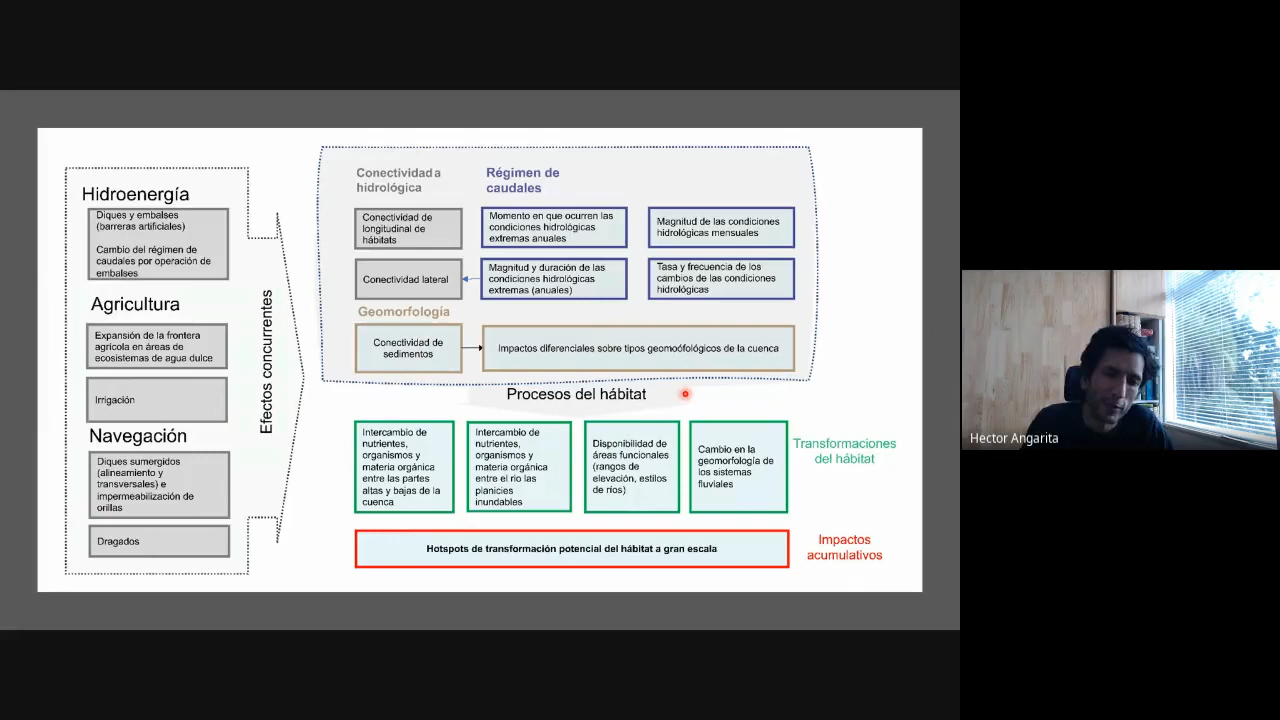 Hidroenergía
Diques y embalses
(barreras artificiales)
Cambio del régimen de
caudales por operación de
embalses
Agricultura
Expansión de la frontera
agrícola en áreas de
ecosistemas de agua dulce
Irrigación
Navegación
Diques sumergidos
(alineamiento y
transversales) e
impermeabilización de
orillas
Dragados
Efectos concurrentes
Conectividad a
hidrológica
Régimen de
caudales
Conectividad de
longitudinal de
hábitats
Momento en que ocurren las
condiciones hidrológicas
extremas anuales
Magnitud de las condiciones
hidrológicas mensuales
Conectividad lateral
Magnitud y duración de las
condiciones hidrológicas
extremas (anuales)
Tasa y frecuencia de los
cambios de las condiciones
hidrológicas
Geomorfología
Conectividad de
sedimentos
Impactos diferenciales sobre tipos geomoófológicos de la cuenca
Procesos del hábitat
Intercambio de
nutrientes,
organismos y
materia orgánica
entre las partes
altas y bajas de la
cuenca
Intercambio de
nutrientes,
organismos y
materia orgánica
entre el rio las
planicies
inundables
Disponibilidad de
áreas funcionales
(rangos de
elevación, estilos
de ríos)
Cambio en la
geomorfología de
los sistemas
fluviales
Transformaciones
del hábitat
Hotspots de transformación potencial del hábitat a gran escala
Impactos
acumulativos
Hector Angarita